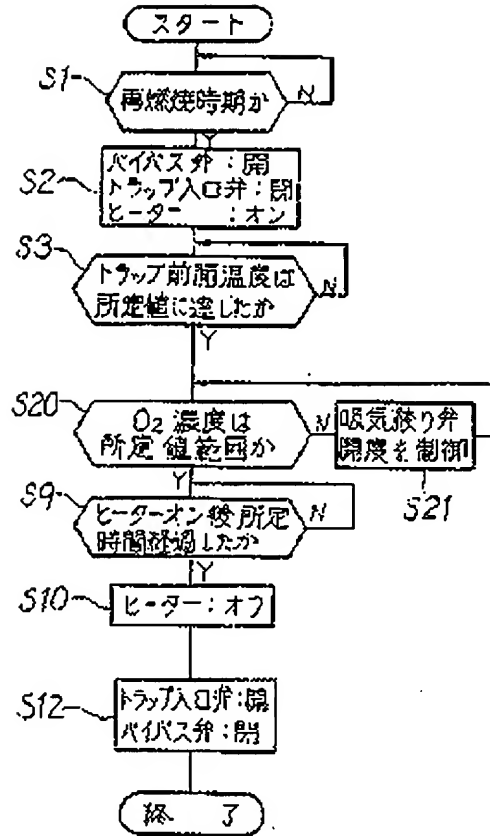 スタート
S1
再燃焼時期か
N
Y
S2
バイパス弁:開
トラップ入口弁:閉
ヒーター :オン
S3
トラップ前面温度は
所定値に達したか
N
Y
S20
O₂濃度は
所定値範囲か
N
吸気絞り弁
開度を制御
S21
Y
S9
ヒーターオン後所定
時間経過したか
N
Y
S10
ヒーター:オフ
S12
トラップ入口弁:開
バイパス弁:閉
終 了